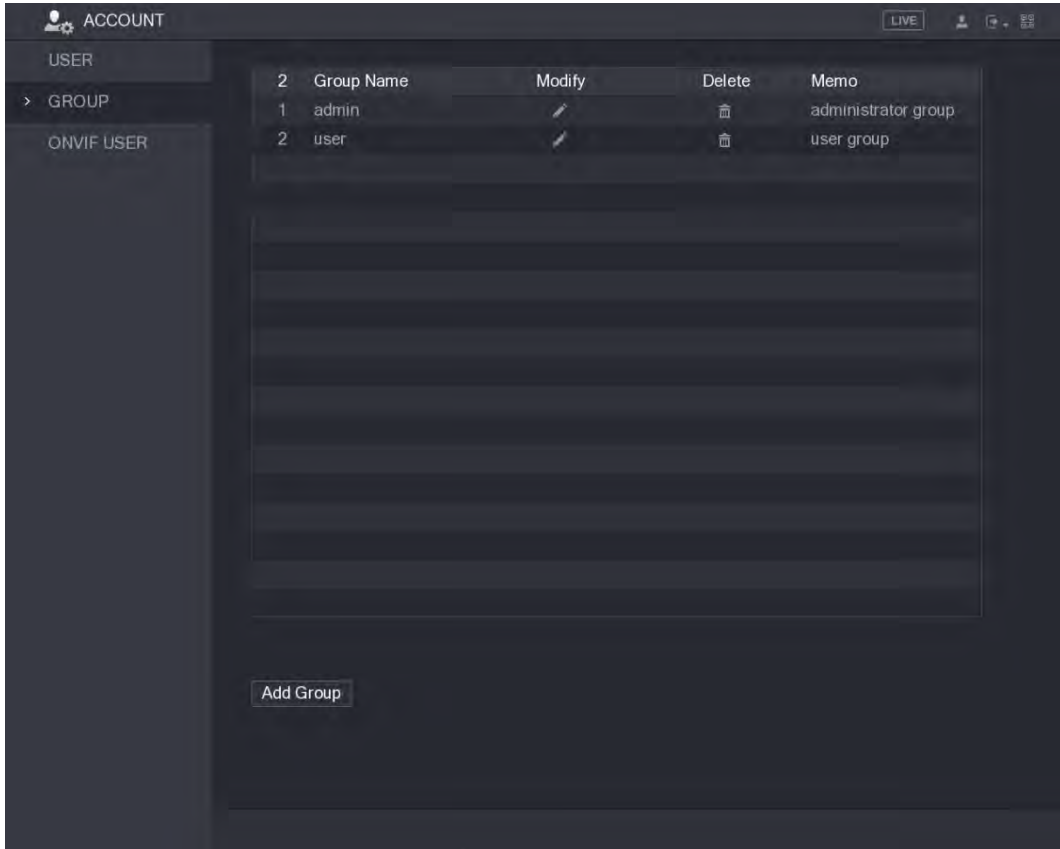 ACCOUNT LIVE
USER
GROUP
ONVIF USER
2 Group Name Modify Delete Memo
1 admin administrator group
2 user user group
Add Group